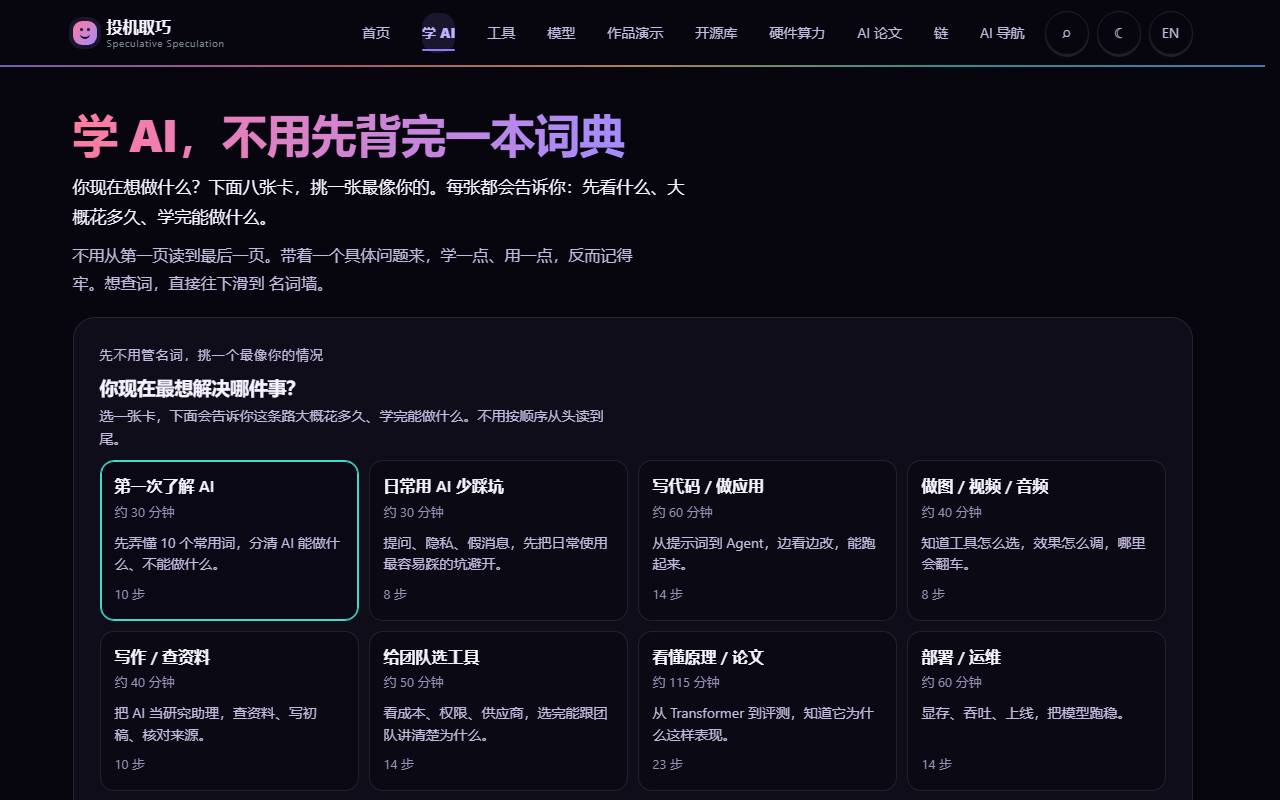 投机取巧
Speculative Speculation
首页
学 AI
工具
模型
作品演示
开源库
硬件算力
AI 论文
链
AI 导航
EN
学 AI，不用先背完一本词典
你现在想做什么？下面八张卡，挑一张最像你的。每张都会告诉你：先看什么、大
概花多久、学完能做什么。
不用从第一页读到最后一页。带着一个具体问题来，学一点、用一点，反而记得
牢。想查词，直接往下滑到 名词墙。
先不用管名词，挑一个最像你的情况
你现在最想解决哪件事？
选一张卡，下面会告诉你这条路大概花多久、学完能做什么。不用按顺序从头读到
尾。
第一次了解 AI
约 30 分钟
先弄懂 10 个常用词，分清 AI 能做什
么、不能做什么。
10 步
日常用 AI 少踩坑
约 30 分钟
提问、隐私、假消息，先把日常使用
最容易踩的坑避开。
8 步
写代码 / 做应用
约 60 分钟
从提示词到 Agent，边看边改，能跑
起来。
14 步
做图 / 视频 / 音频
约 40 分钟
知道工具怎么选，效果怎么调，哪里
会翻车。
8 步
写作 / 查资料
约 40 分钟
把 AI 当研究助理，查资料、写初
稿、核对来源。
10 步
给团队选工具
约 50 分钟
看成本、权限、供应商，选完能跟团
队讲清楚为什么。
14 步
看懂原理 / 论文
约 115 分钟
从 Transformer 到评测，知道它为什
么这样表现。
23 步
部署 / 运维
约 60 分钟
显存、吞吐、上线，把模型跑稳。
14 步